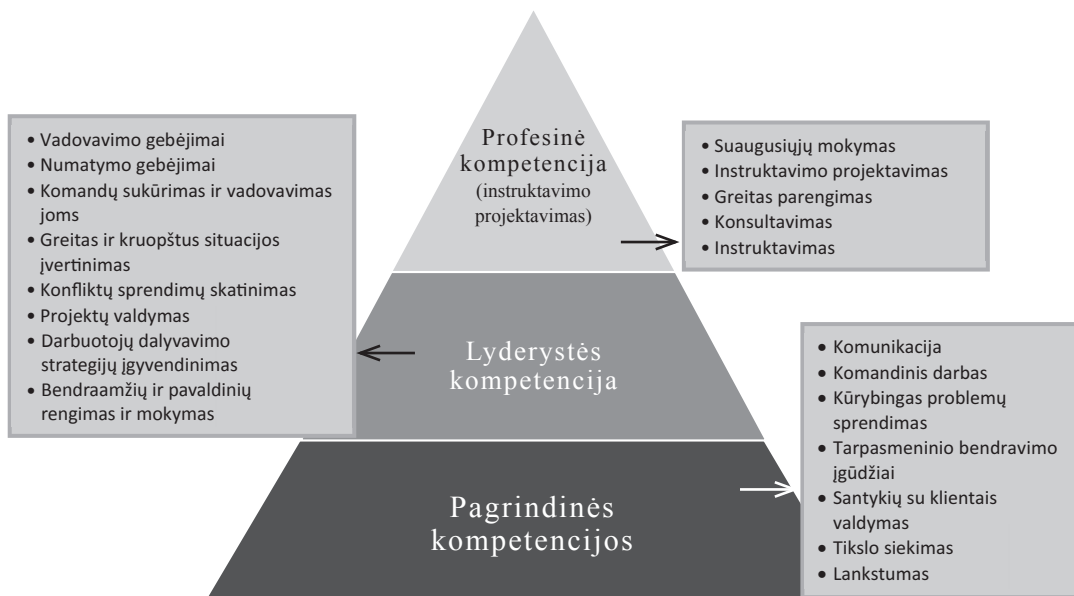 Profesinė
kompetencija
(instruktavimo
projektavimas)
• Vadovavimo gebėjimai
• Numatymo gebėjimai
• Komandų sukūrimas ir vadovavimas
joms
• Greitas ir kruopštus situacijos
įvertinimas
• Konfliktų sprendimų skatinimas
• Projektų valdymas
• Darbuotojų dalyvavimo
strategijų įgyvendinimas
• Bendraamžių ir pavaldinių
rengimas ir mokymas
• Suaugusiųjų mokymas
• Instruktavimo projektavimas
• Greitas parengimas
• Konsultavimas
• Instruktavimas
Lyderystės
kompetencija
• Komunikacija
• Komandinis darbas
• Kūrybingas problemų
sprendimas
• Tarpasmeninio bendravimo
įgūdžiai
• Santykių su klientais
valdymas
• Tikslo siekimas
• Lankstumas
Pagrindinės
kompetencijos